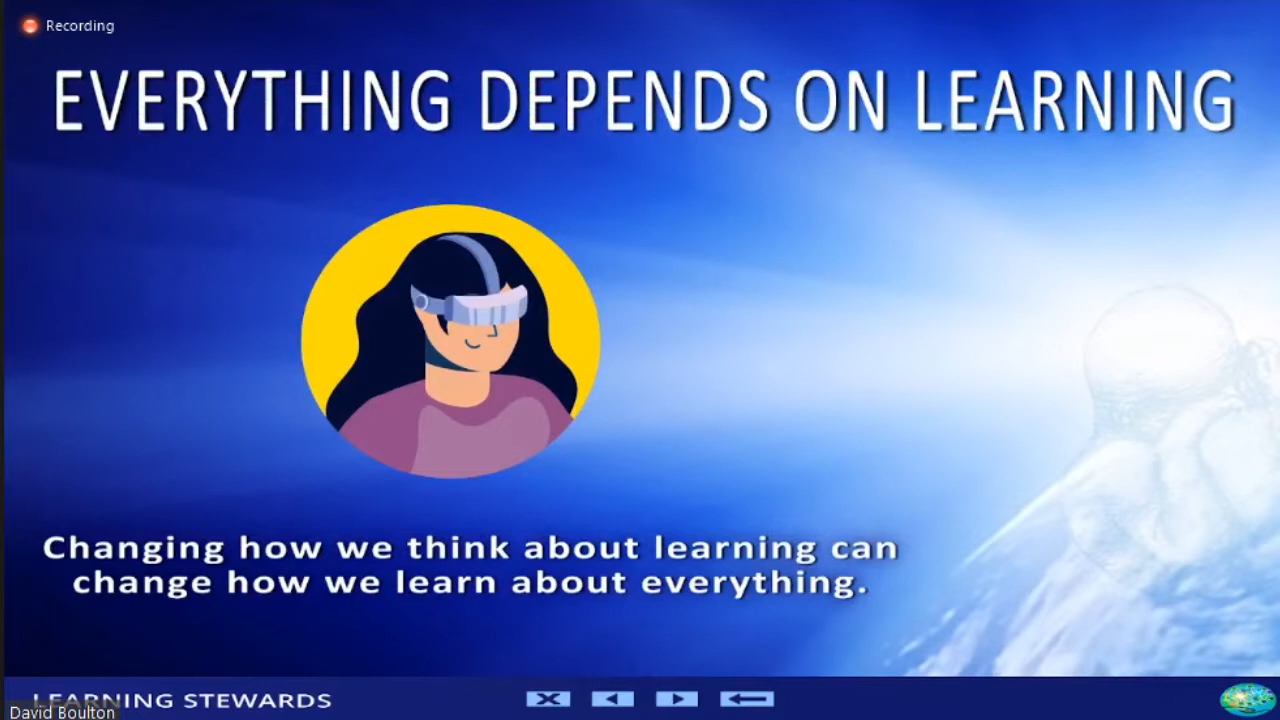 Recording
EVERYTHING DEPENDS ON LEARNING
Changing how we think about learning can
change how we learn about everything.
LEARNING STEWARDS
David Boulton